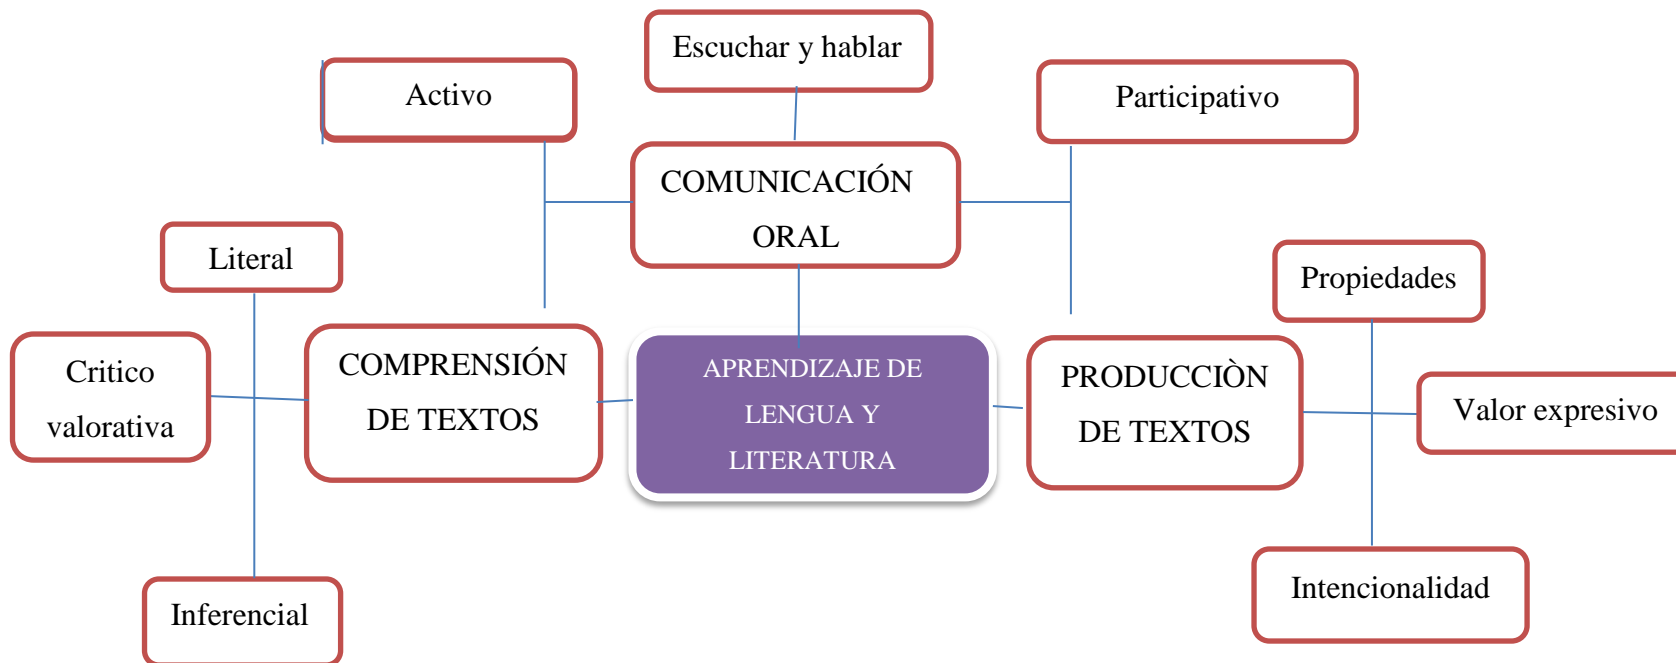 Escuchar y hablar
Activo
Participativo
COMUNICACIÓN
ORAL
Literal
Propiedades
Critico
valorativa
COMPRENSIÓN
DE TEXTOS
APRENDIZAJE DE
LENGUA Y
LITERATURA
PRODUCCIÒN
DE TEXTOS
Valor expresivo
Inferencial
Intencionalidad